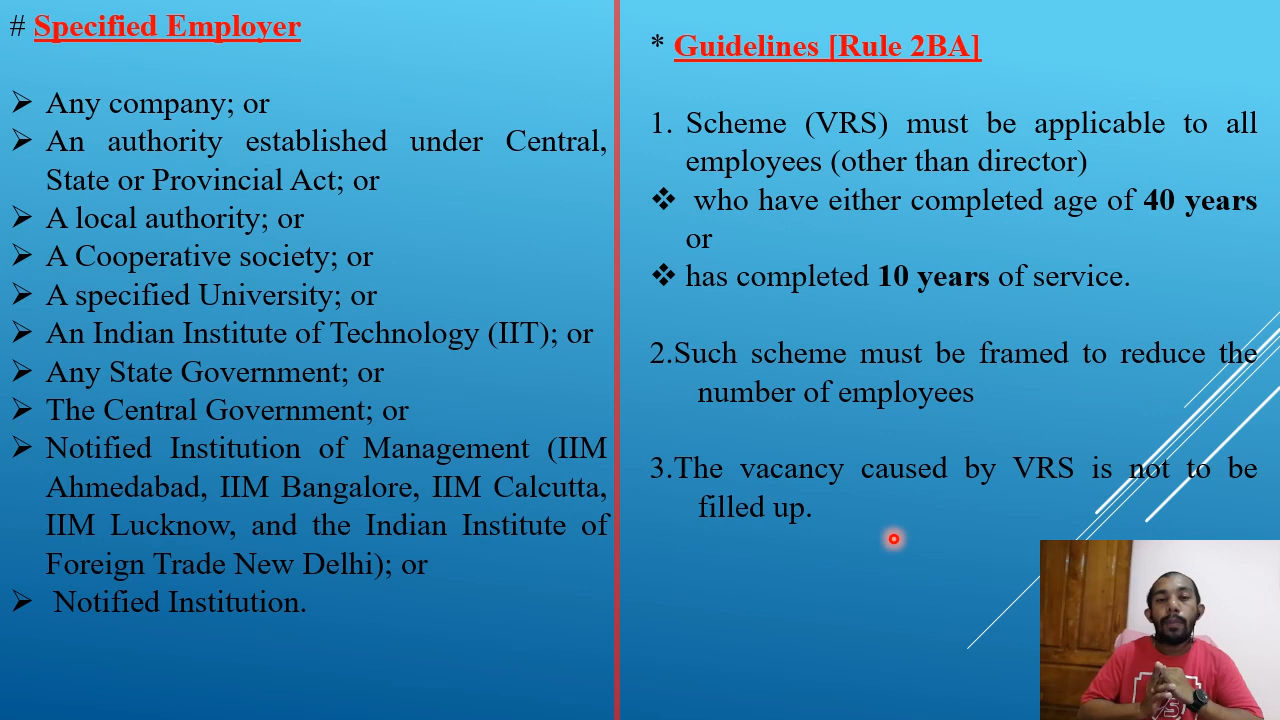 # Specified Employer
➢ Any company; or
➢ An authority established under Central,
State or Provincial Act; or
➢ A local authority; or
➢ A Cooperative society; or
➢ A specified University; or
➢ An Indian Institute of Technology (IIT); or
➢ Any State Government; or
➢ The Central Government; or
➢ Notified Institution of Management (IIM
Ahmedabad, IIM Bangalore, IIM Calcutta,
IIM Lucknow, and the Indian Institute of
Foreign Trade New Delhi); or
➢ Notified Institution.
* Guidelines [Rule 2BA]
1. Scheme (VRS) must be applicable to all
employees (other than director)
❖ who have either completed age of 40 years
or
❖ has completed 10 years of service.
2.Such scheme must be framed to reduce the
number of employees
3.The vacancy caused by VRS is not to be
filled up.